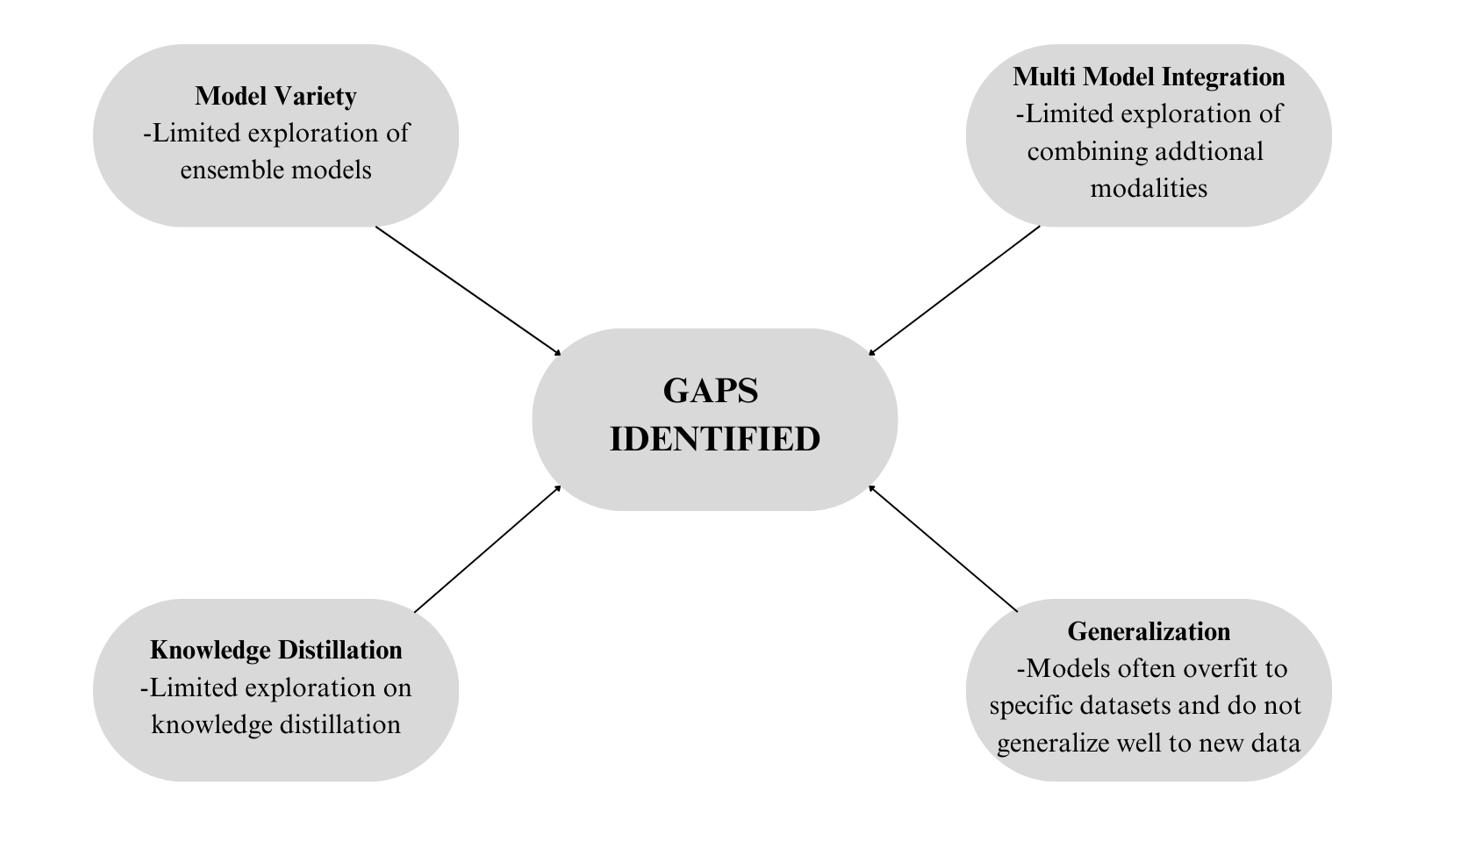 Model Variety
-Limited exploration of
ensemble models
Multi Model Integration
-Limited exploration of
combining addtional
modalities
GAPS
IDENTIFIED
Knowledge Distillation
-Limited exploration on
knowledge distillation
Generalization
-Models often overfit to
specific datasets and do not
generalize well to new data